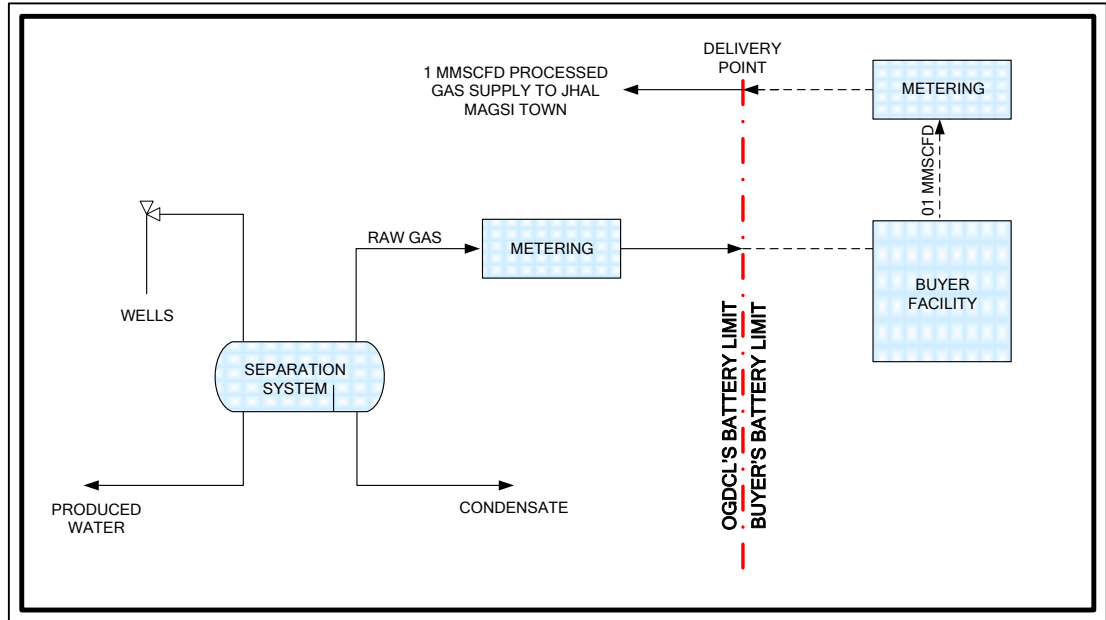 DELIVERY
POINT
1 MMSCFD PROCESSED
GAS SUPPLY TO JHAL
MAGSI TOWN
METERING
01 MMSCFD
RAW GAS
METERING
BUYER
FACILITY
WELLS
SEPARATION
SYSTEM
OGDCL'S BATTERY LIMIT
BUYER'S BATTERY LIMIT
PRODUCED
WATER
CONDENSATE